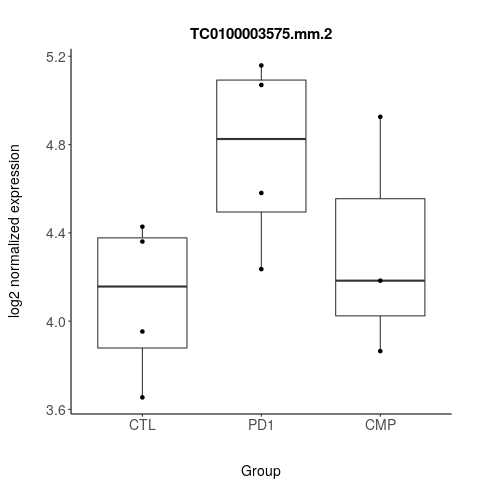 TC0100003575.mm.2
log2 normalized expression
5.2
4.8
4.4
4.0
3.6
CTL PD1 CMP
Group